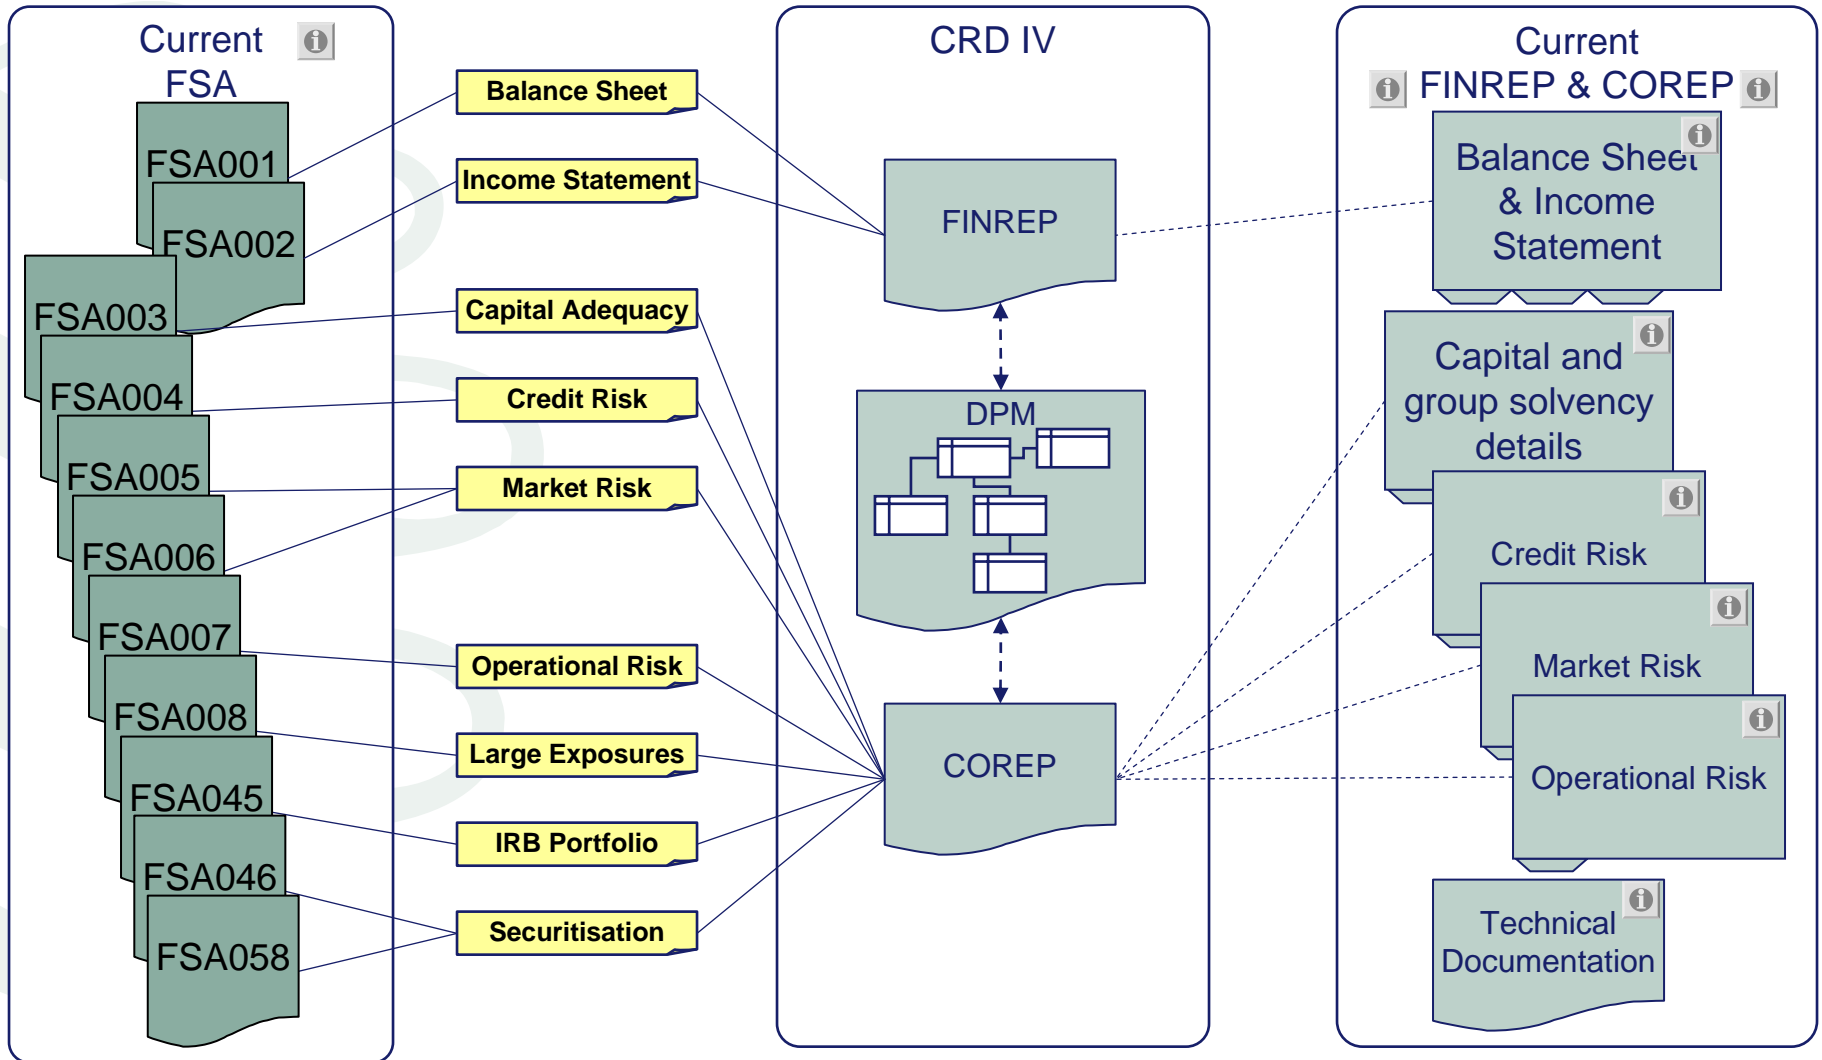 Current
FSA
FSA001
FSA002
FSA003
FSA004
FSA005
FSA006
FSA007
FSA008
FSA045
FSA046
FSA058
Balance Sheet
Income Statement
Capital Adequacy
Credit Risk
Market Risk
Operational Risk
Large Exposures
IRB Portfolio
Securitisation
CRD IV
FINREP
DPM
COREP
Current
FINREP & COREP
Balance Sheet
& Income
Statement
Capital and
group solvency
details
Credit Risk
Market Risk
Operational Risk
Technical
Documentation